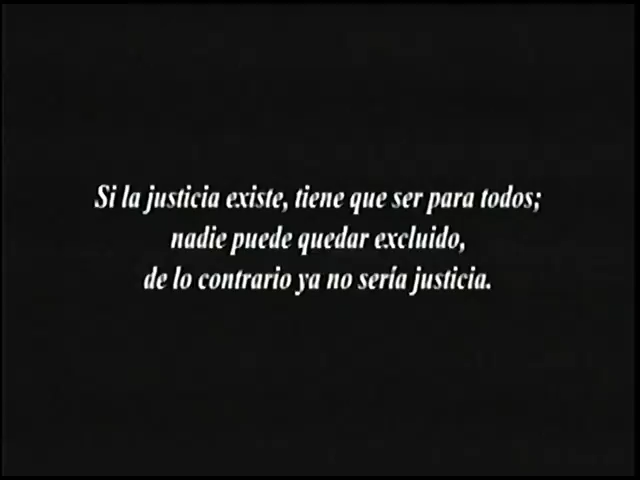 Si la justicia existe, tiene que ser para todos;
nadie puede quedar excluido,
de lo contrario ya no sería justicia.